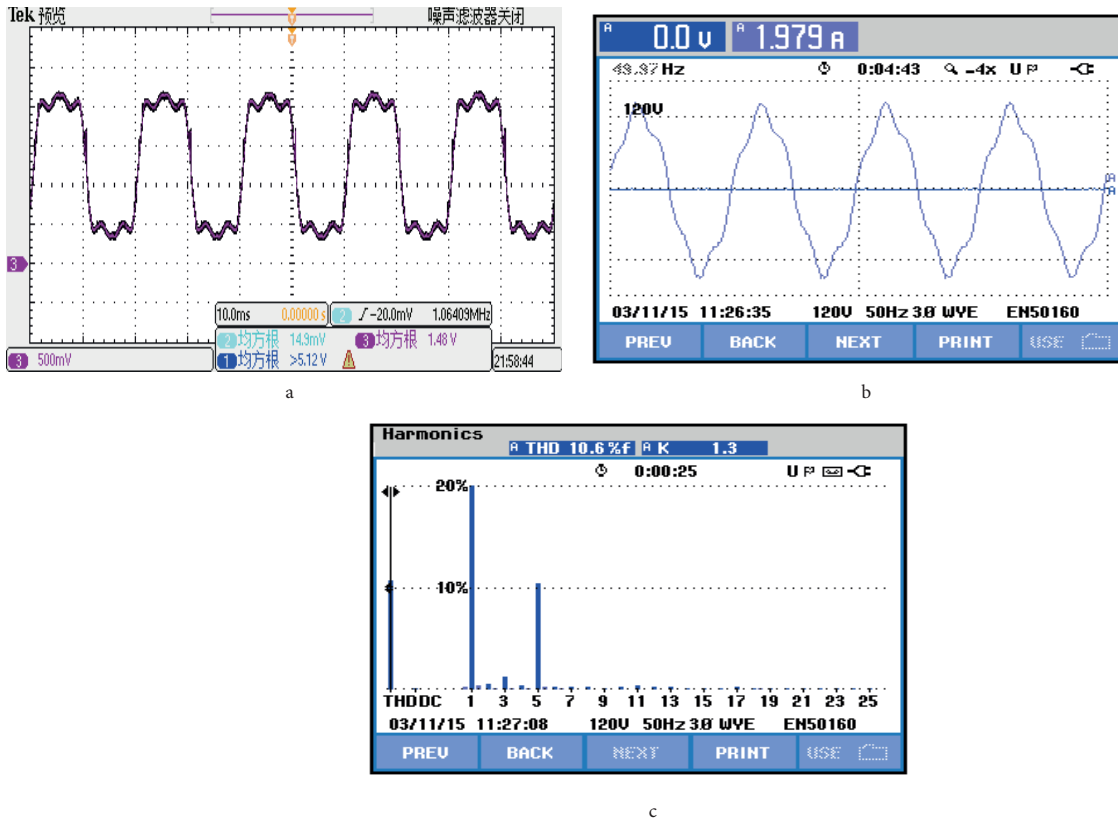 Tek 预览 噪声滤波器关闭
3
10.0ms 0.00000 s 2 -20.0mV 1.06409MHz
2 均方根 14.9mV 3 均方根 1.48 V
1 均方根 >5.12 V
3 500mV
21:58:44
a
A 0.0 U A 1.979 A
Hz 0:04:43 -4x U
120V
A
A
03/11/15 11:26:35 120V 50Hz 3.0 WYE EN50160
PREV BACK NEXT PRINT USE
b
Harmonics
A THD 10.6 %f A K 1.3
0:00:25 U
20%
10%
THD DC 1 3 5 7 9 11 13 15 17 19 21 23 25
03/11/15 11:27:08 120V 50Hz 3.0 WYE EN50160
PREV BACK NEXT PRINT USE
c